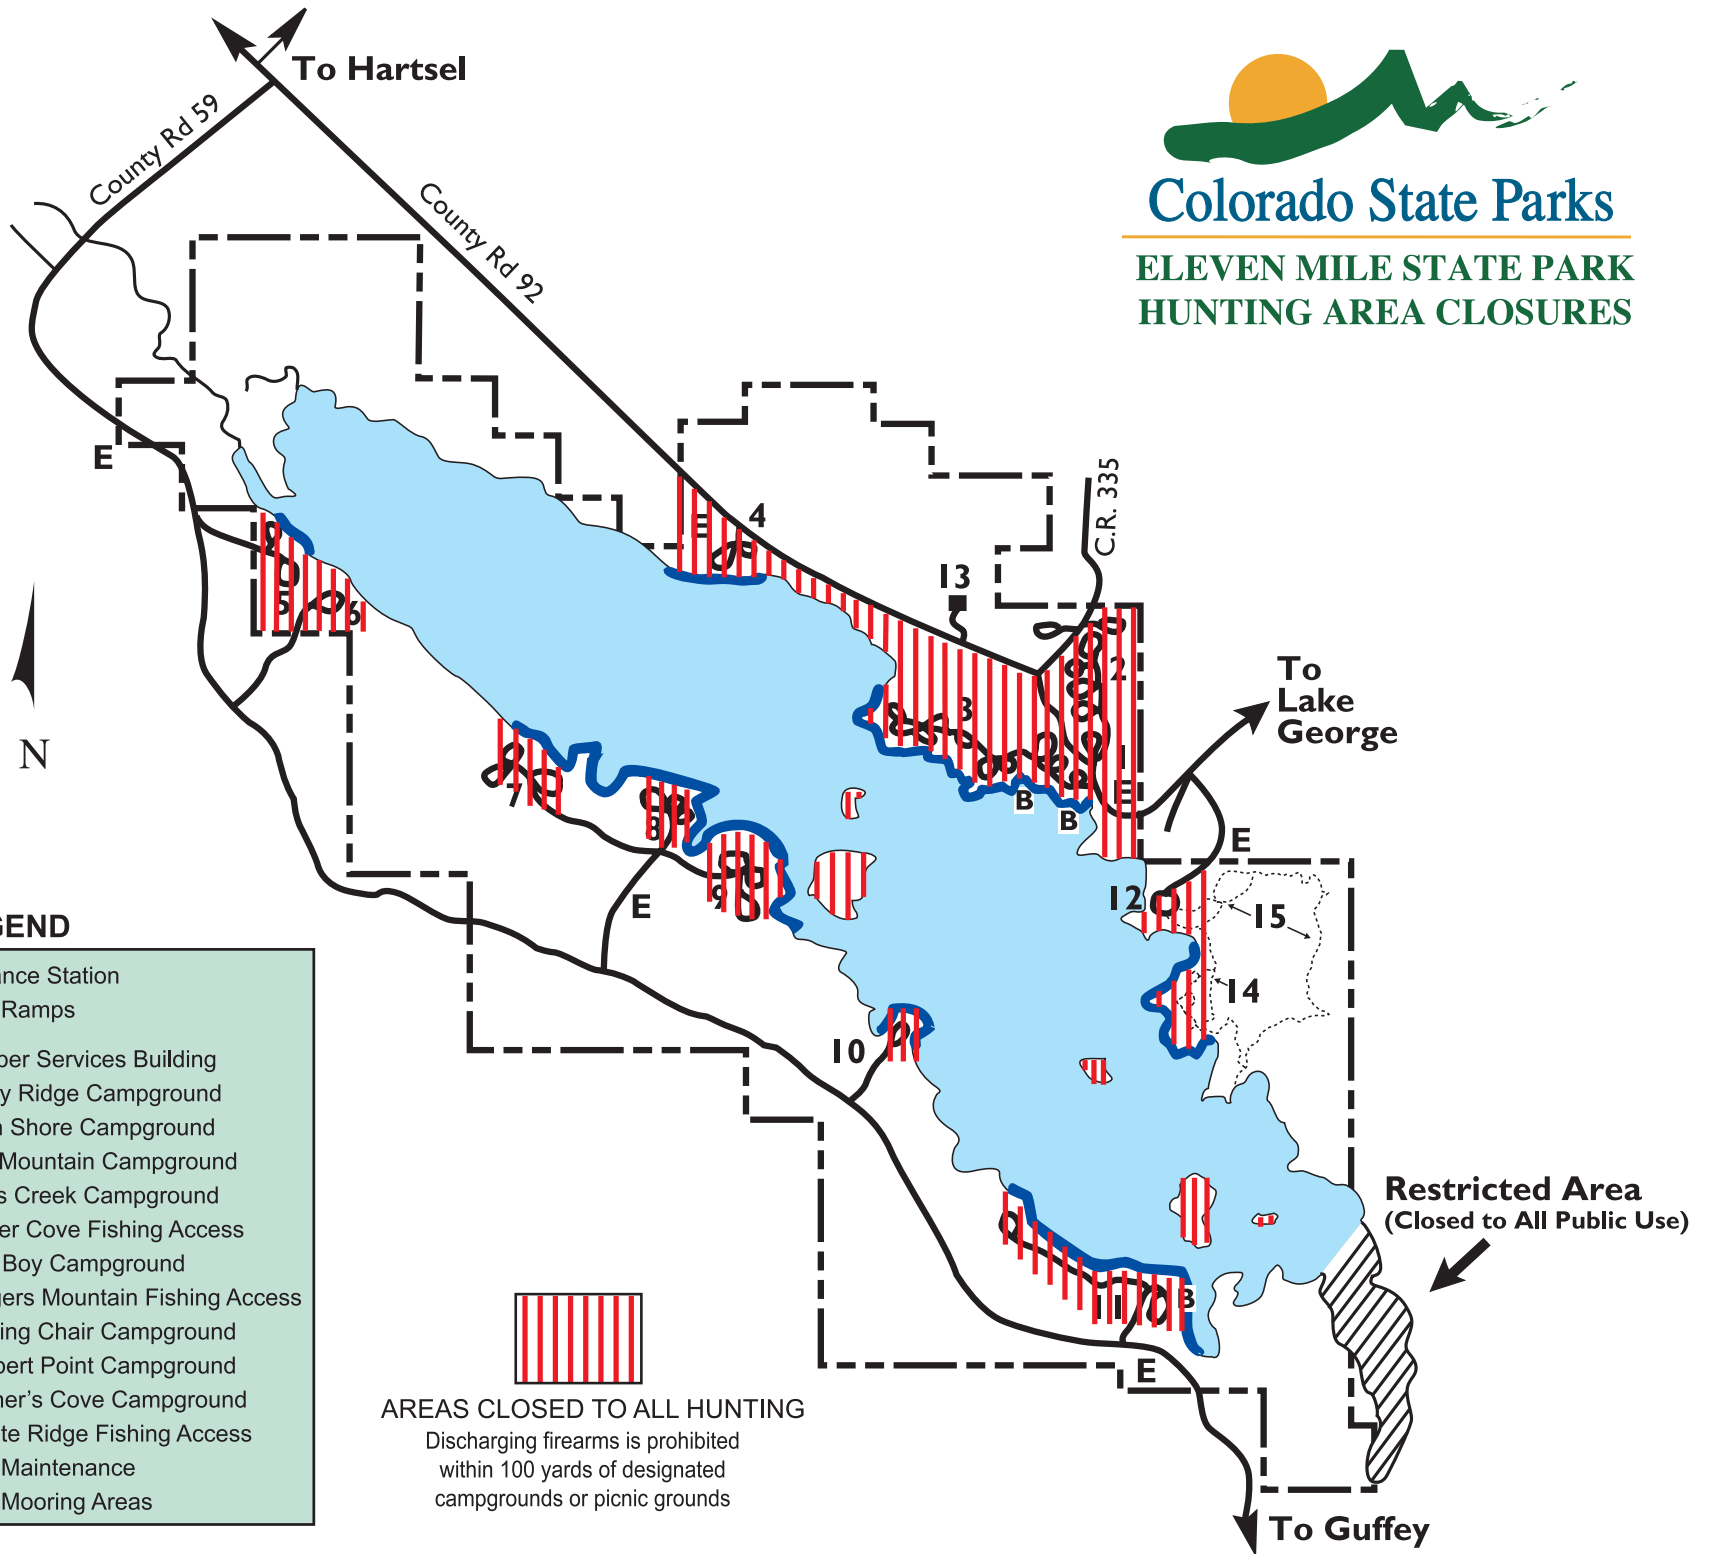 To Hartsel
County Rd 59
County Rd 92
Colorado State Parks
ELEVEN MILE STATE PARK
HUNTING AREA CLOSURES
C.R. 335
E
E
4
13
5
6
2
3
1
E
To
Lake
George
N
7
8
9
B
B
E
E
12
15
14
10
GEND
ance Station
Ramps
ber Services Building
y Ridge Campground
n Shore Campground
Mountain Campground
s Creek Campground
er Cove Fishing Access
Boy Campground
gers Mountain Fishing Access
ing Chair Campground
pert Point Campground
ner's Cove Campground
te Ridge Fishing Access
Maintenance
Mooring Areas
Restricted Area
(Closed to All Public Use)
11
B
E
AREAS CLOSED TO ALL HUNTING
Discharging firearms is prohibited
within 100 yards of designated
campgrounds or picnic grounds
To Guffey